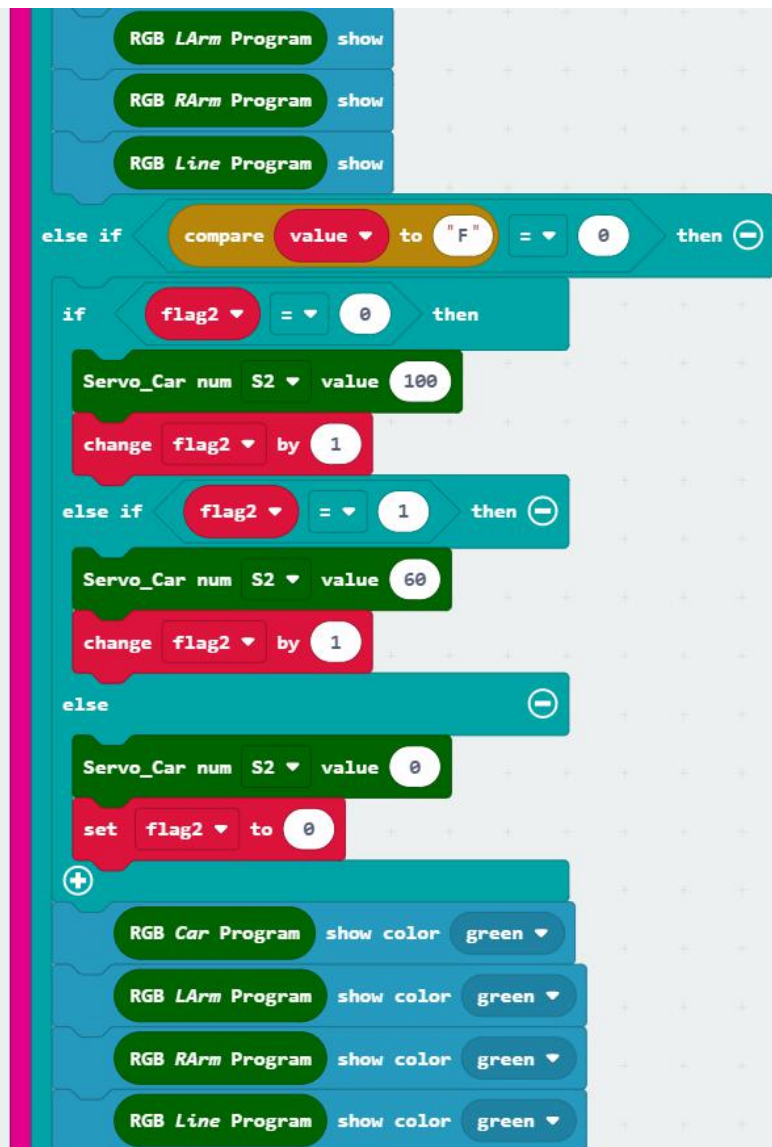 RGB LArm Program show
RGB RArm Program show
RGB Line Program show
else if compare value to "F" = 0 then
if flag2 = 0 then
Servo_Car num S2 value 100
change flag2 by 1
else if flag2 = 1 then
Servo_Car num S2 value 60
change flag2 by 1
else
Servo_Car num S2 value 0
set flag2 to 0
RGB Car Program show color green
RGB LArm Program show color green
RGB RArm Program show color green
RGB Line Program show color green